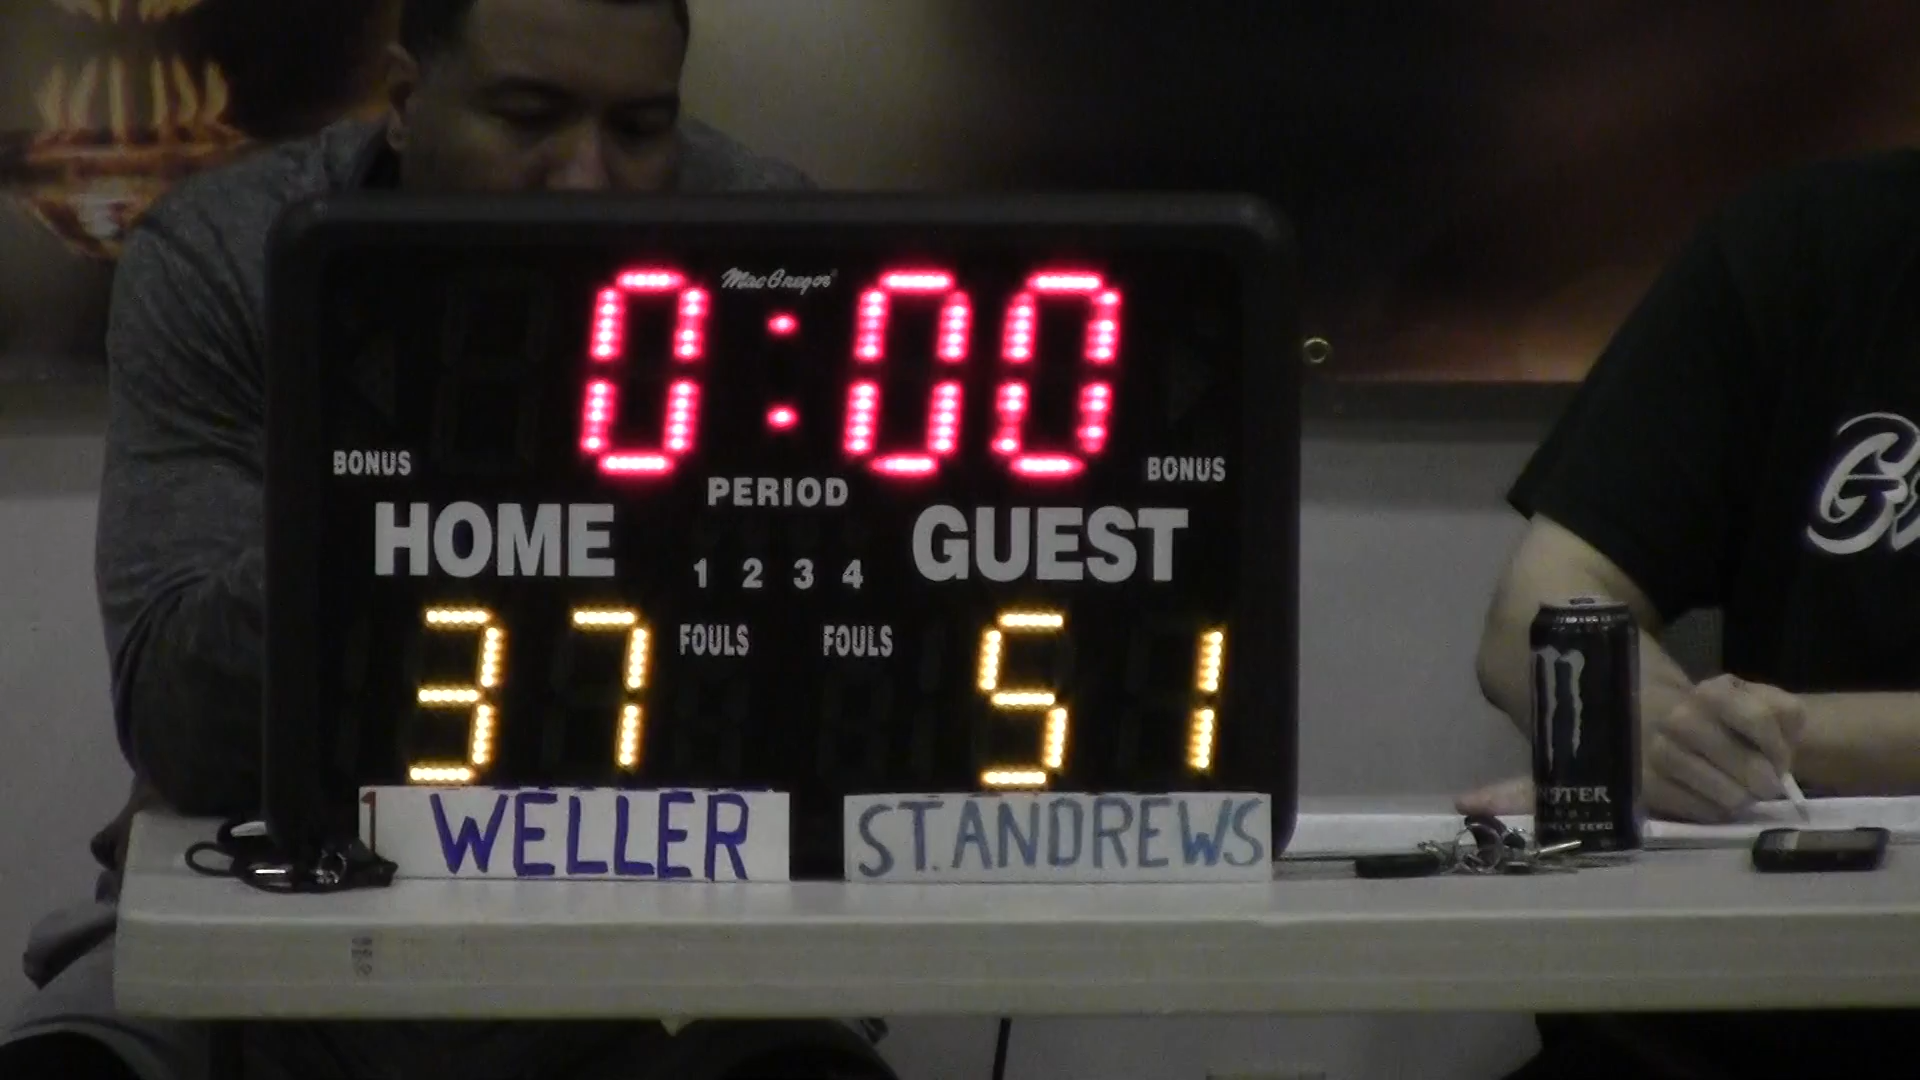 MacGregor
0:00
BONUS
BONUS
PERIOD
HOME
GUEST
1 2 3 4
37
FOULS
FOULS
51
1 WELLER
ST.ANDREWS